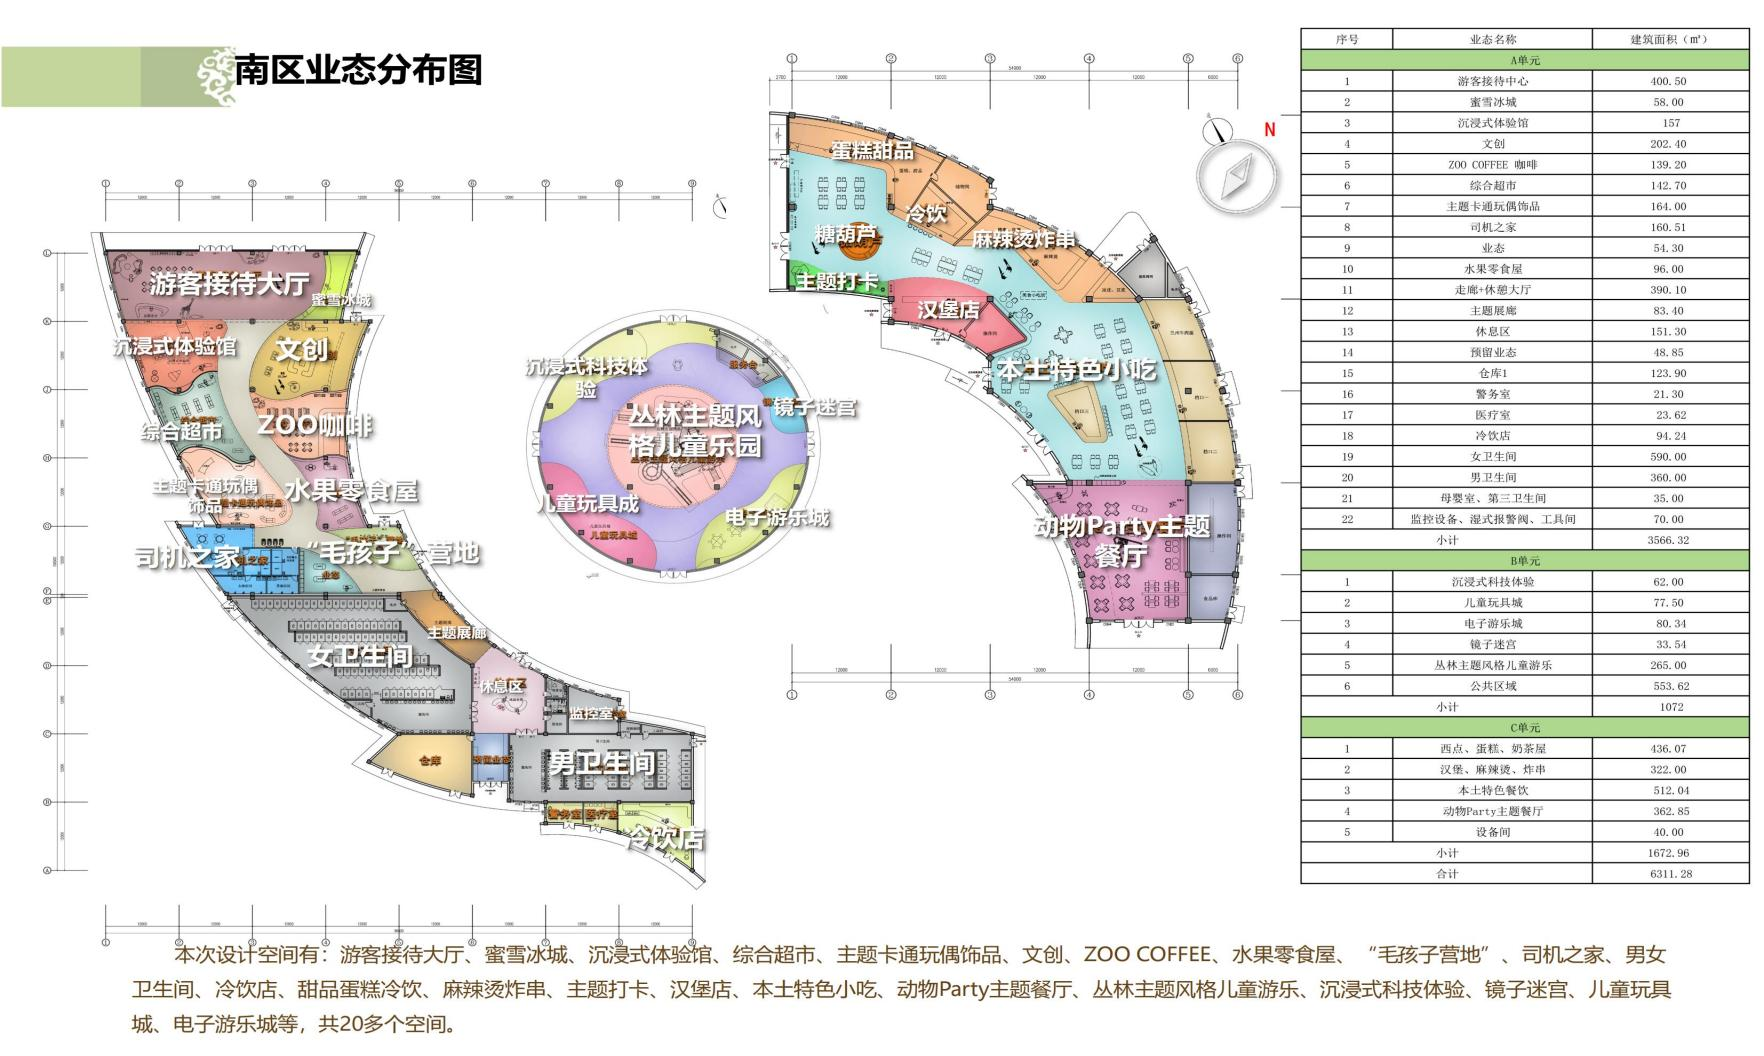 南区业态分布图
游客接待大厅
蜜雪冰城
沉浸式体验馆
文创
综合超市
ZOO咖啡
主题卡通玩偶
饰品
水果零食屋
司机之家
业态
“毛孩子”营地
女卫生间
主题展廊
休息区
监控室
仓库
预留业态
男卫生间
警务室
医疗室
冷饮店
沉浸式科技体
验
服务台
镜子迷宫
丛林主题风
格儿童乐园
儿童玩具成
儿童玩具城
电子游乐城
蛋糕甜品
冷饮
糖葫芦
麻辣烫炸串
主题打卡
汉堡店
操作间
本土特色小吃
档口一
档口二
档口三
动物Party主题
餐厅
操作间
N
序号 业态名称 建筑面积（㎡）
A单元
1 游客接待中心 400.50
2 蜜雪冰城 58.00
3 沉浸式体验馆 157
4 文创 202.40
5 ZOO COFFEE 咖啡 139.20
6 综合超市 142.70
7 主题卡通玩偶饰品 164.00
8 司机之家 160.51
9 业态 54.30
10 水果零食屋 96.00
11 走廊+休憩大厅 390.10
12 主题展廊 83.40
13 休息区 151.30
14 预留业态 48.85
15 仓库1 123.90
16 警务室 21.30
17 医疗室 23.62
18 冷饮店 94.24
19 女卫生间 590.00
20 男卫生间 360.00
21 母婴室、第三卫生间 35.00
22 监控设备、湿式报警阀、工具间 70.00
小计 3566.32
B单元
1 沉浸式科技体验 62.00
2 儿童玩具城 77.50
3 电子游乐城 80.34
4 镜子迷宫 33.54
5 丛林主题风格儿童游乐 265.00
6 公共区域 553.62
小计 1072
C单元
1 西点、蛋糕、奶茶屋 436.07
2 汉堡、麻辣烫、炸串 322.00
3 本土特色餐饮 512.04
4 动物Party主题餐厅 362.85
5 设备间 40.00
小计 1672.96
合计 6311.28
本次设计空间有：游客接待大厅、蜜雪冰城、沉浸式体验馆、综合超市、主题卡通玩偶饰品、文创、ZOO COFFEE、水果零食屋、“毛孩子营地”、司机之家、男女
卫生间、冷饮店、甜品蛋糕冷饮、麻辣烫炸串、主题打卡、汉堡店、本土特色小吃、动物Party主题餐厅、丛林主题风格儿童游乐、沉浸式科技体验、镜子迷宫、儿童玩具
城、电子游乐城等，共20多个空间。